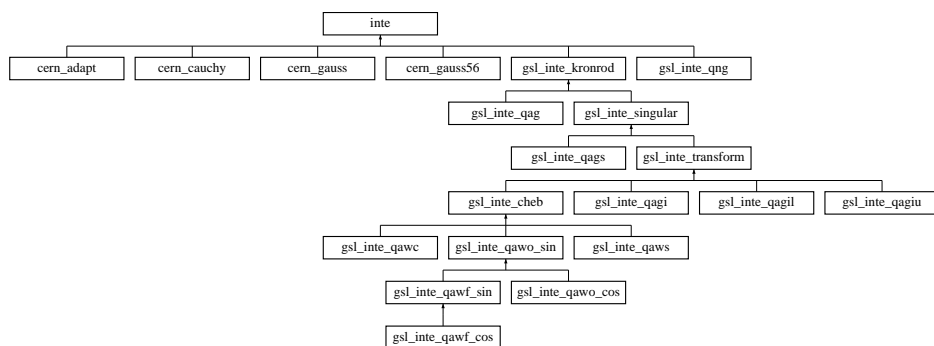 inte
cern_adapt cern_cauchy cern_gauss cern_gauss56 gsl_inte_kronrod gsl_inte_qng
gsl_inte_qag gsl_inte_singular
gsl_inte_qags gsl_inte_transform
gsl_inte_cheb gsl_inte_qagi gsl_inte_qagil gsl_inte_qagiu
gsl_inte_qawc gsl_inte_qawo_sin gsl_inte_qaws
gsl_inte_qawf_sin gsl_inte_qawo_cos
gsl_inte_qawf_cos